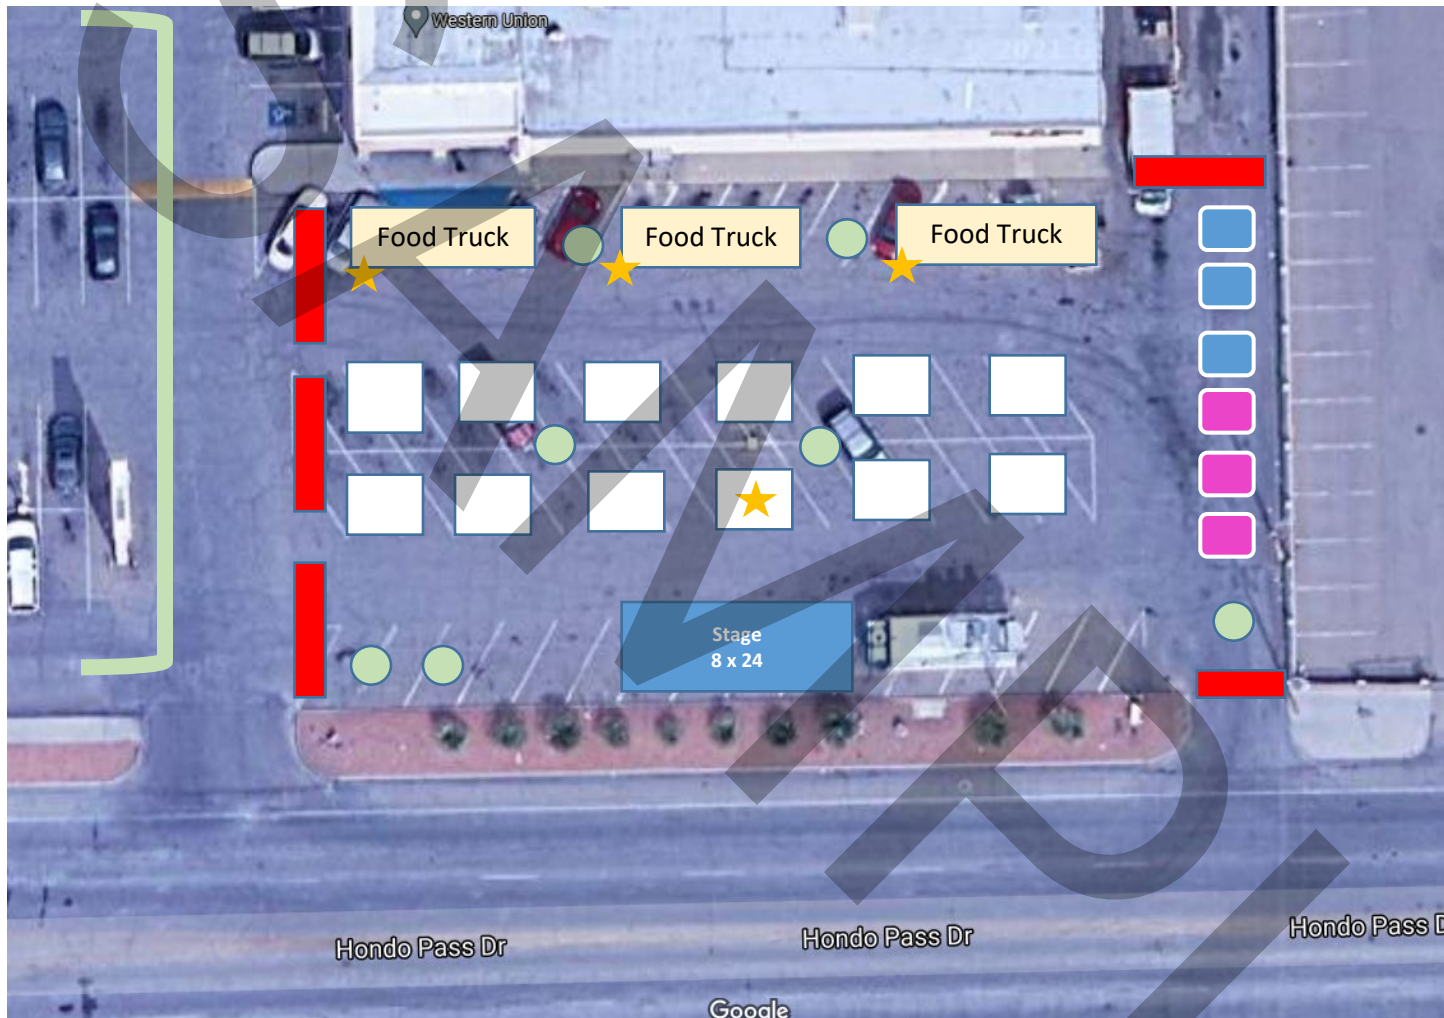 Western Union
Food Truck
Food Truck
Food Truck
Stage
8 x 24
Hondo Pass Dr
Hondo Pass Dr
Hondo Pass D
Google
SAMPL